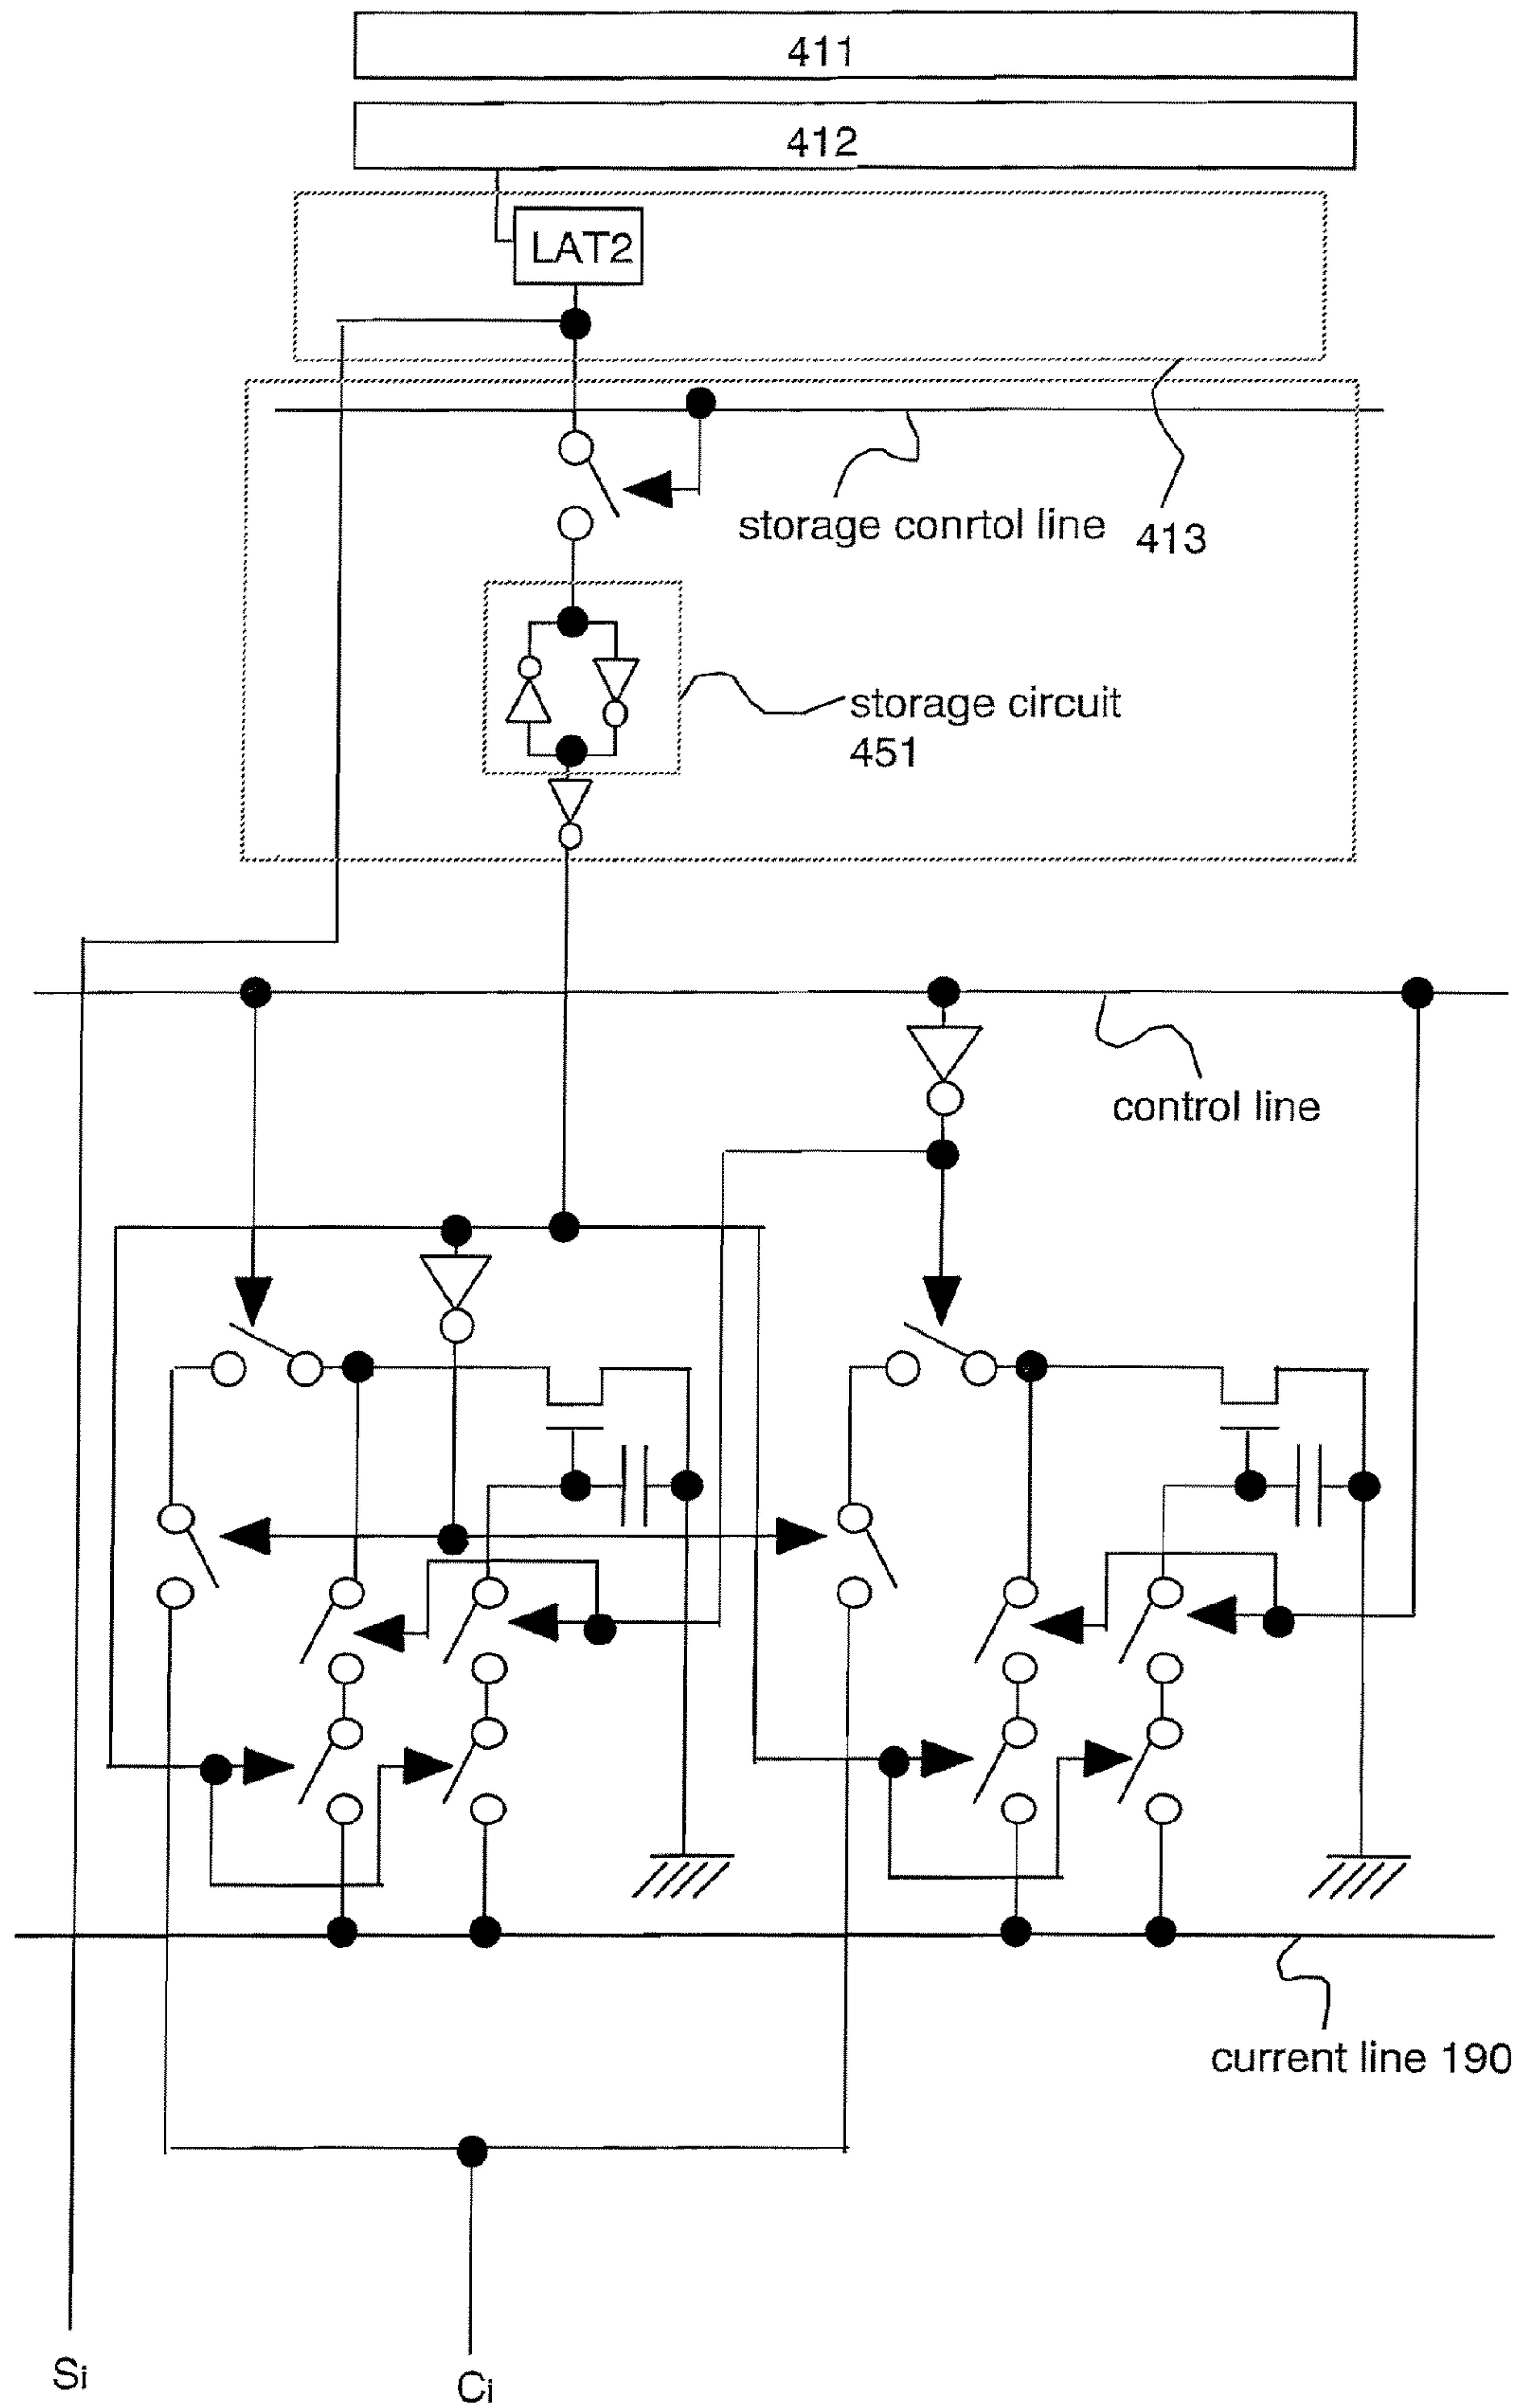 411
412
LAT2
storage conrtol line
413
storage circuit
451
control line
current line 190
Si
Ci